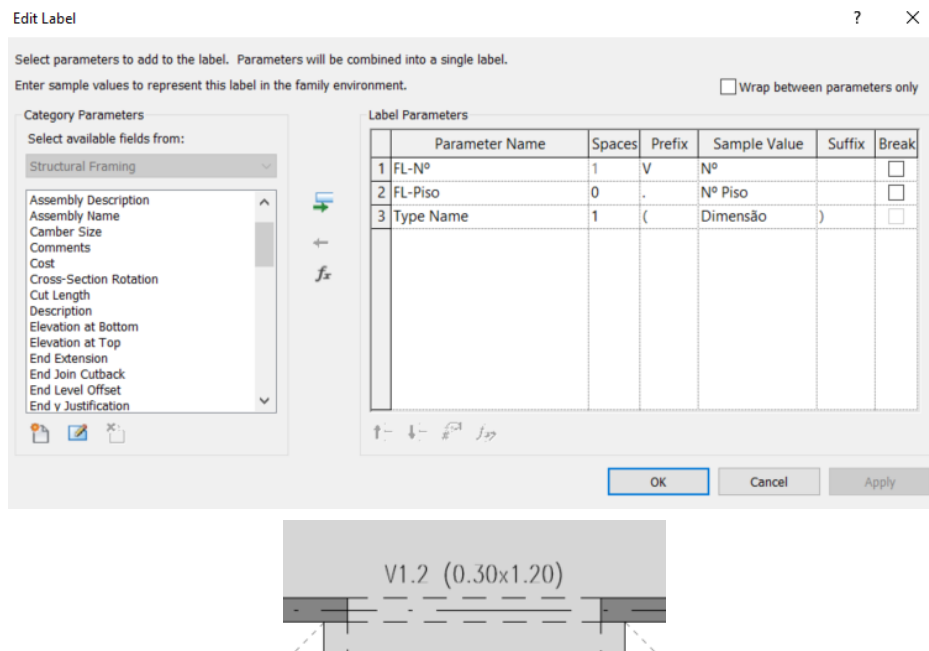 Edit Label ? ×
Select parameters to add to the label. Parameters will be combined into a single label.
Enter sample values to represent this label in the family environment.
Wrap between parameters only
Category Parameters
Select available fields from:
Structural Framing
Assembly Description
Assembly Name
Camber Size
Comments
Cost
Cross-Section Rotation
Cut Length
Description
Elevation at Bottom
Elevation at Top
End Extension
End Join Cutback
End Level Offset
End y Justification
fx
Label Parameters
Parameter Name Spaces Prefix Sample Value Suffix Break
1 FL-Nº 1 V Nº
2 FL-Piso 0 . Nº Piso
3 Type Name 1 ( Dimensão )
OK Cancel Apply
V1.2 (0.30x1.20)